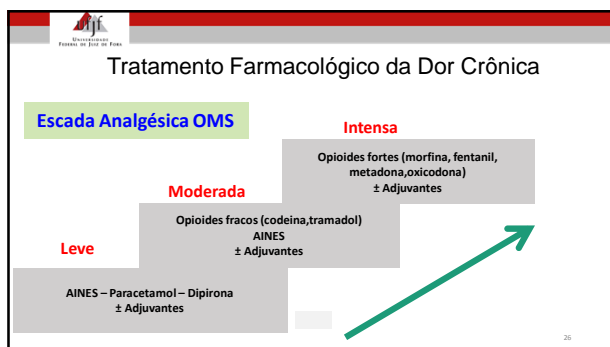 ufjf
UNIVERSIDADE
FEDERAL DE JUIZ DE FORA
Tratamento Farmacológico da Dor Crônica
Escada Analgésica OMS
Intensa
Opioides fortes (morfina, fentanil,
metadona,oxicodona)
± Adjuvantes
Moderada
Opioides fracos (codeina,tramadol)
AINES
± Adjuvantes
Leve
AINES – Paracetamol – Dipirona
± Adjuvantes
26